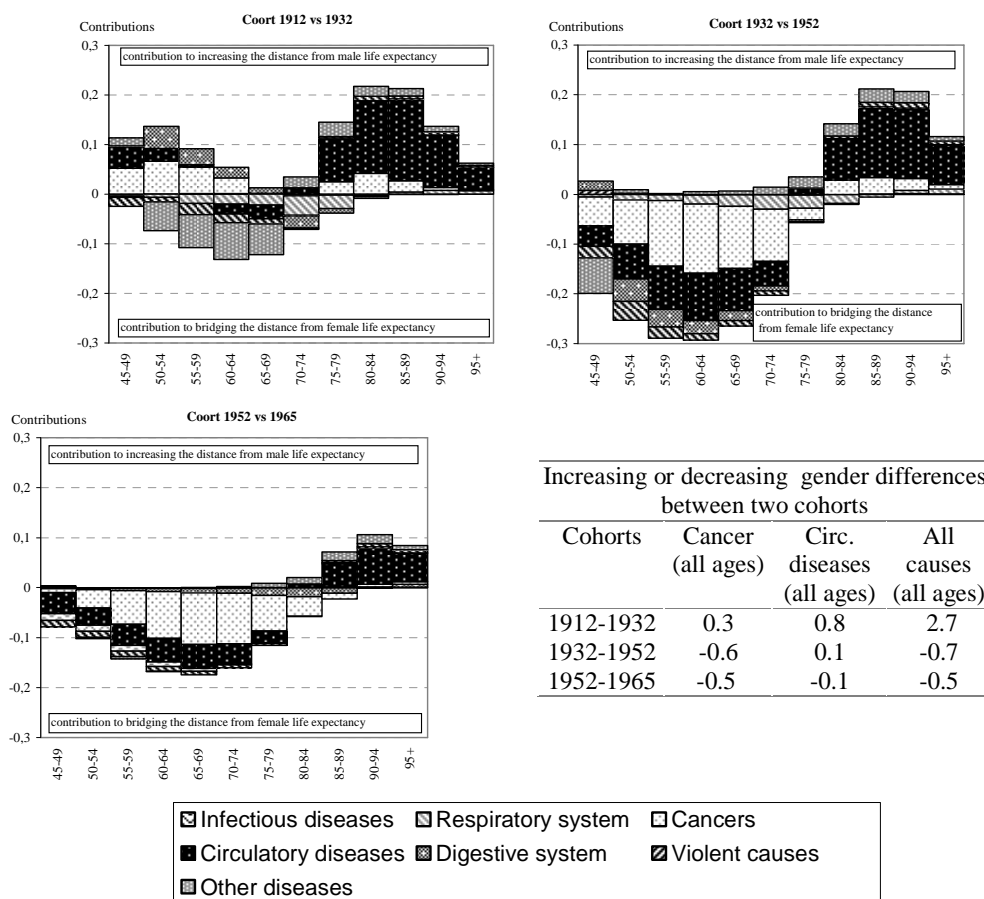 Coort 1912 vs 1932
Contributions
0,3
contribution to increasing the distance from male life expectancy
0,2
0,1
0
-0,1
-0,2
contribution to bridging the distance from female life expectancy
-0,3
45-49
50-54
55-59
60-64
65-69
70-74
75-79
80-84
85-89
90-94
95+
Coort 1932 vs 1952
Contributions
0,3
contribution to increasing the distance from male life expectancy
0,2
0,1
0
-0,1
-0,2
contribution to bridging the distance
from female life expectancy
-0,3
45-49
50-54
55-59
60-64
65-69
70-74
75-79
80-84
85-89
90-94
95+
Coort 1952 vs 1965
Contributions
0,3
contribution to increasing the distance from male life expectancy
0,2
0,1
0
-0,1
-0,2
contribution to bridging the distance from female life expectancy
-0,3
45-49
50-54
55-59
60-64
65-69
70-74
75-79
80-84
85-89
90-94
95+
Increasing or decreasing gender differences
between two cohorts
Cohorts Cancer Circ. All
(all ages) diseases causes
(all ages) (all ages)
1912-1932 0.3 0.8 2.7
1932-1952 -0.6 0.1 -0.7
1952-1965 -0.5 -0.1 -0.5
Infectious diseases Respiratory system Cancers
Circulatory diseases Digestive system Violent causes
Other diseases